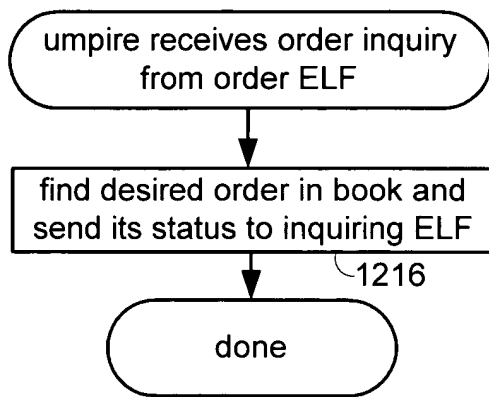 umpire receives order inquiry
from order ELF
find desired order in book and
send its status to inquiring ELF
1216
done